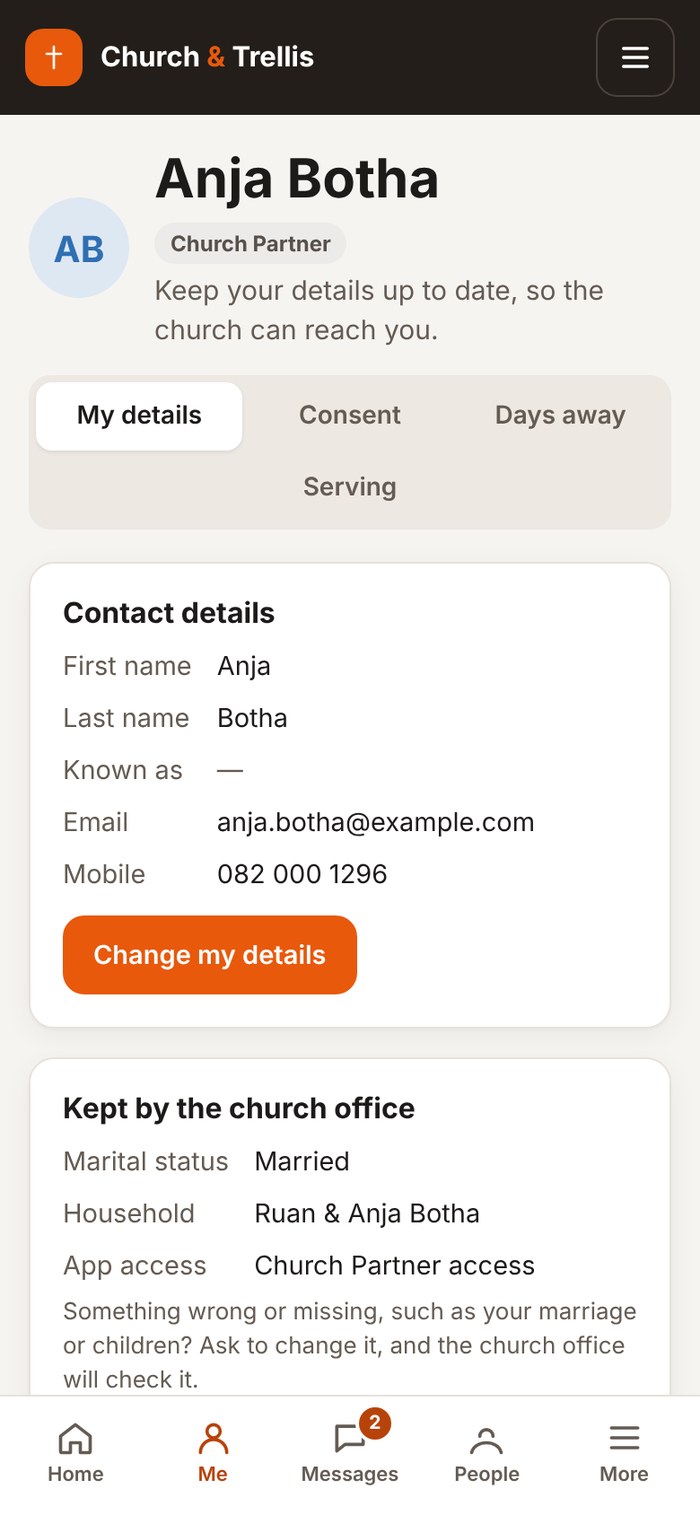 Church & Trellis
Anja Botha
AB
Church Partner
Keep your details up to date, so the
church can reach you.
My details
Consent
Days away
Serving
Contact details
First name Anja
Last name Botha
Known as —
Email anja.botha@example.com
Mobile 082 000 1296
Change my details
Kept by the church office
Marital status Married
Household Ruan & Anja Botha
App access Church Partner access
Something wrong or missing, such as your marriage
or children? Ask to change it, and the church office
will check it.
2
Home
Me
Messages
People
More